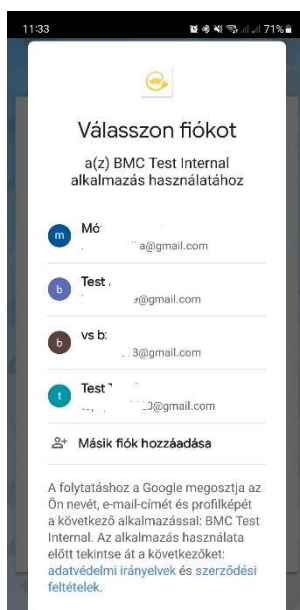 11:33 71%
Válasszon fiókot
a(z) BMC Test Internal
alkalmazás használatához
m Mó
a@gmail.com
b Test
e@gmail.com
b vs b:
3@gmail.com
t Test
0@gmail.com
Másik fiók hozzáadása
A folytatáshoz a Google megosztja az
Ön nevét, e-mail-címét és profilképét
a következő alkalmazással: BMC Test
Internal. Az alkalmazás használata
előtt tekintse át a következőket:
adatvédelmi irányelvek és szerződési
feltételek.